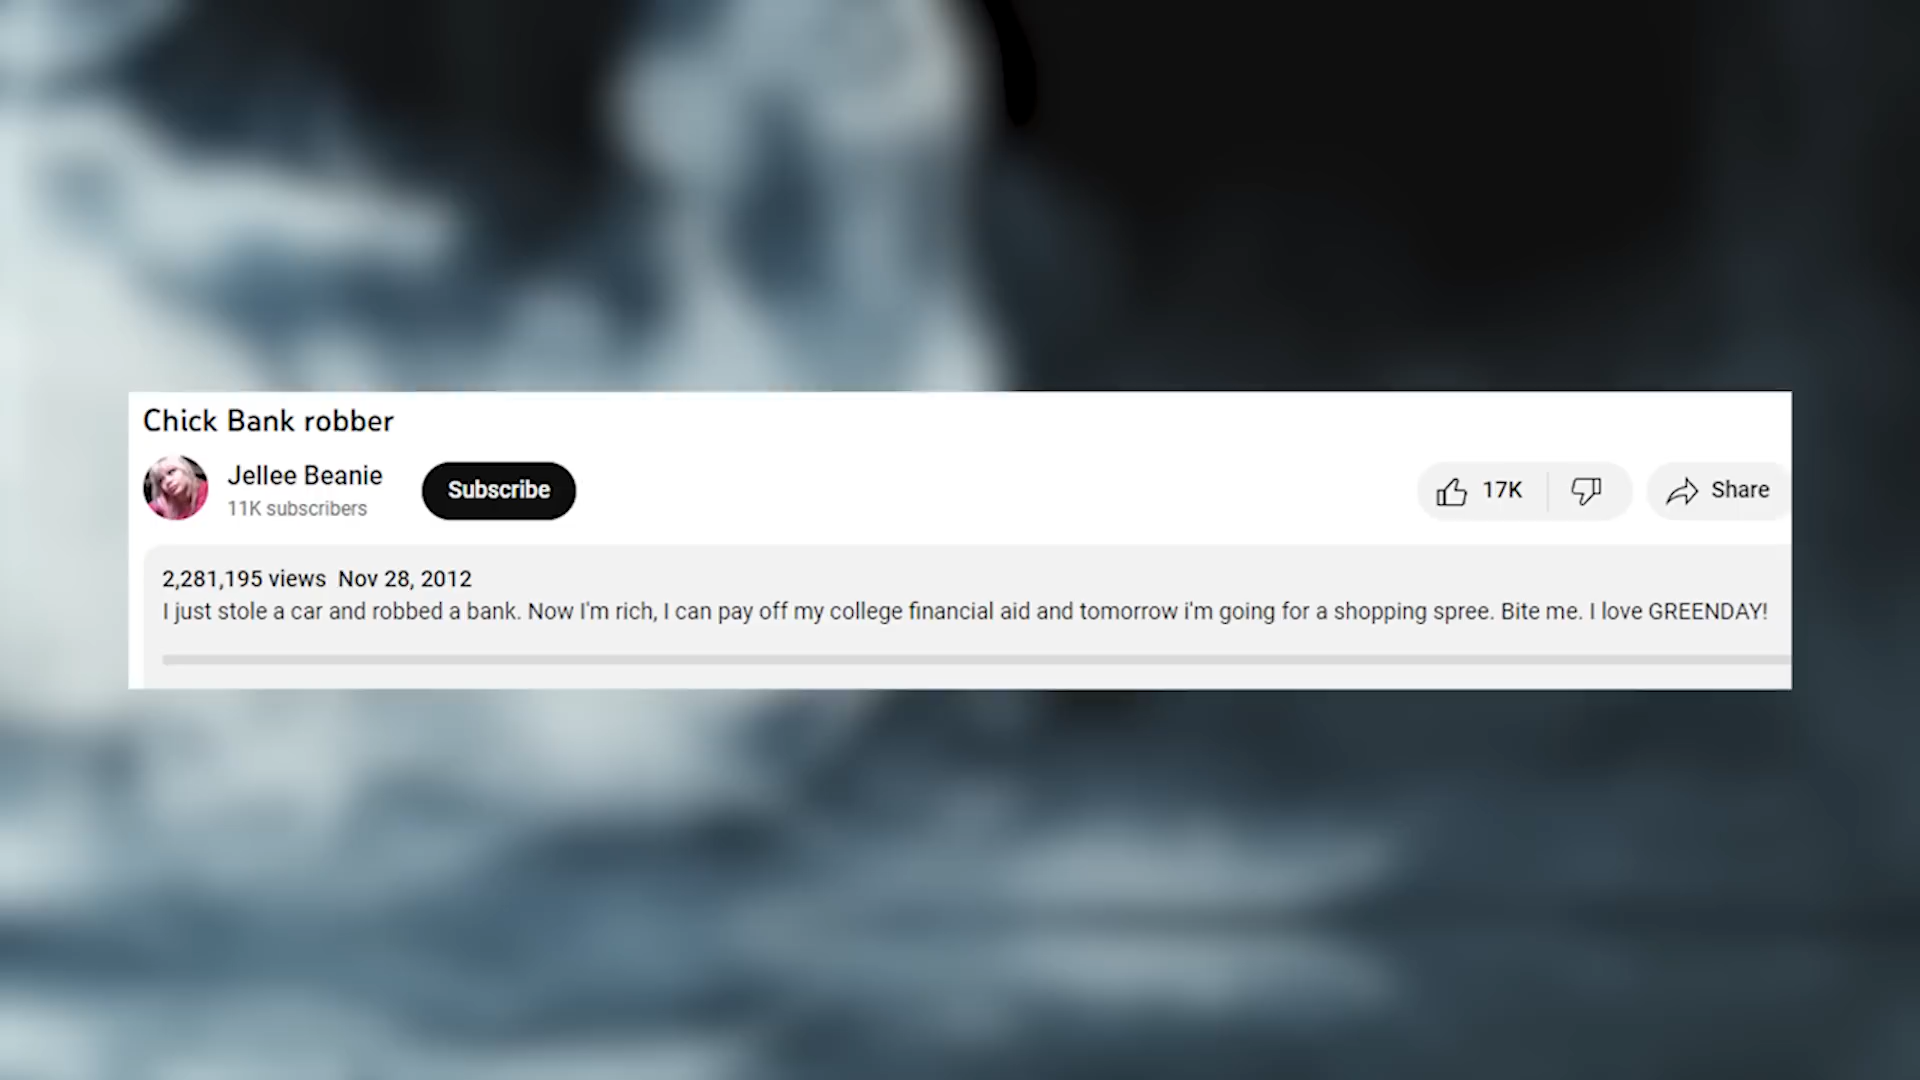 Chick Bank robber
Jellee Beanie
11K subscribers
Subscribe
17K
Share
2,281,195 views Nov 28, 2012
I just stole a car and robbed a bank. Now I'm rich, I can pay off my college financial aid and tomorrow i'm going for a shopping spree. Bite me. I love GREENDAY!